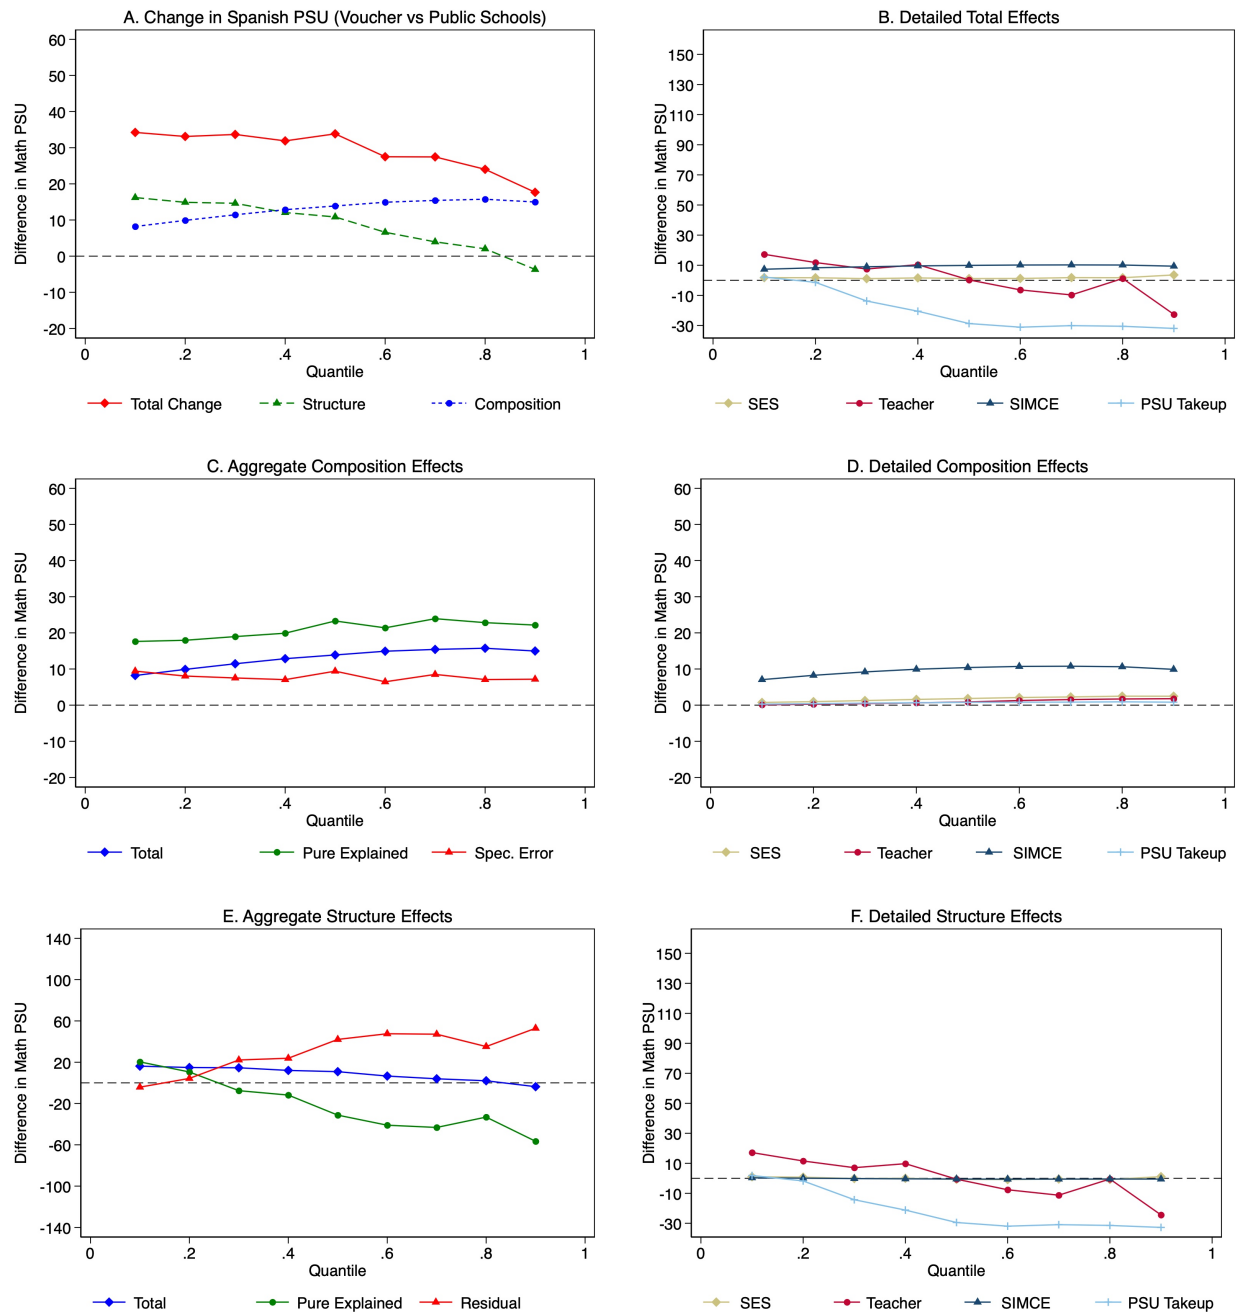 A. Change in Spanish PSU (Voucher vs Public Schools)
Difference in Math PSU
60
50
40
30
20
10
0
-10
-20
0 .2 .4 .6 .8 1
Quantile
Total Change Structure Composition
B. Detailed Total Effects
Difference in Math PSU
150
130
110
90
70
50
30
10
-10
-30
0 .2 .4 .6 .8 1
Quantile
SES Teacher SIMCE PSU Takeup
C. Aggregate Composition Effects
Difference in Math PSU
60
50
40
30
20
10
0
-10
-20
0 .2 .4 .6 .8 1
Quantile
Total Pure Explained Spec. Error
D. Detailed Composition Effects
Difference in Math PSU
60
50
40
30
20
10
0
-10
-20
0 .2 .4 .6 .8 1
Quantile
SES Teacher SIMCE PSU Takeup
E. Aggregate Structure Effects
Difference in Math PSU
140
100
60
20
-20
-60
-100
-140
0 .2 .4 .6 .8 1
Quantile
Total Pure Explained Residual
F. Detailed Structure Effects
Difference in Math PSU
150
130
110
90
70
50
30
10
-10
-30
0 .2 .4 .6 .8 1
Quantile
SES Teacher SIMCE PSU Takeup